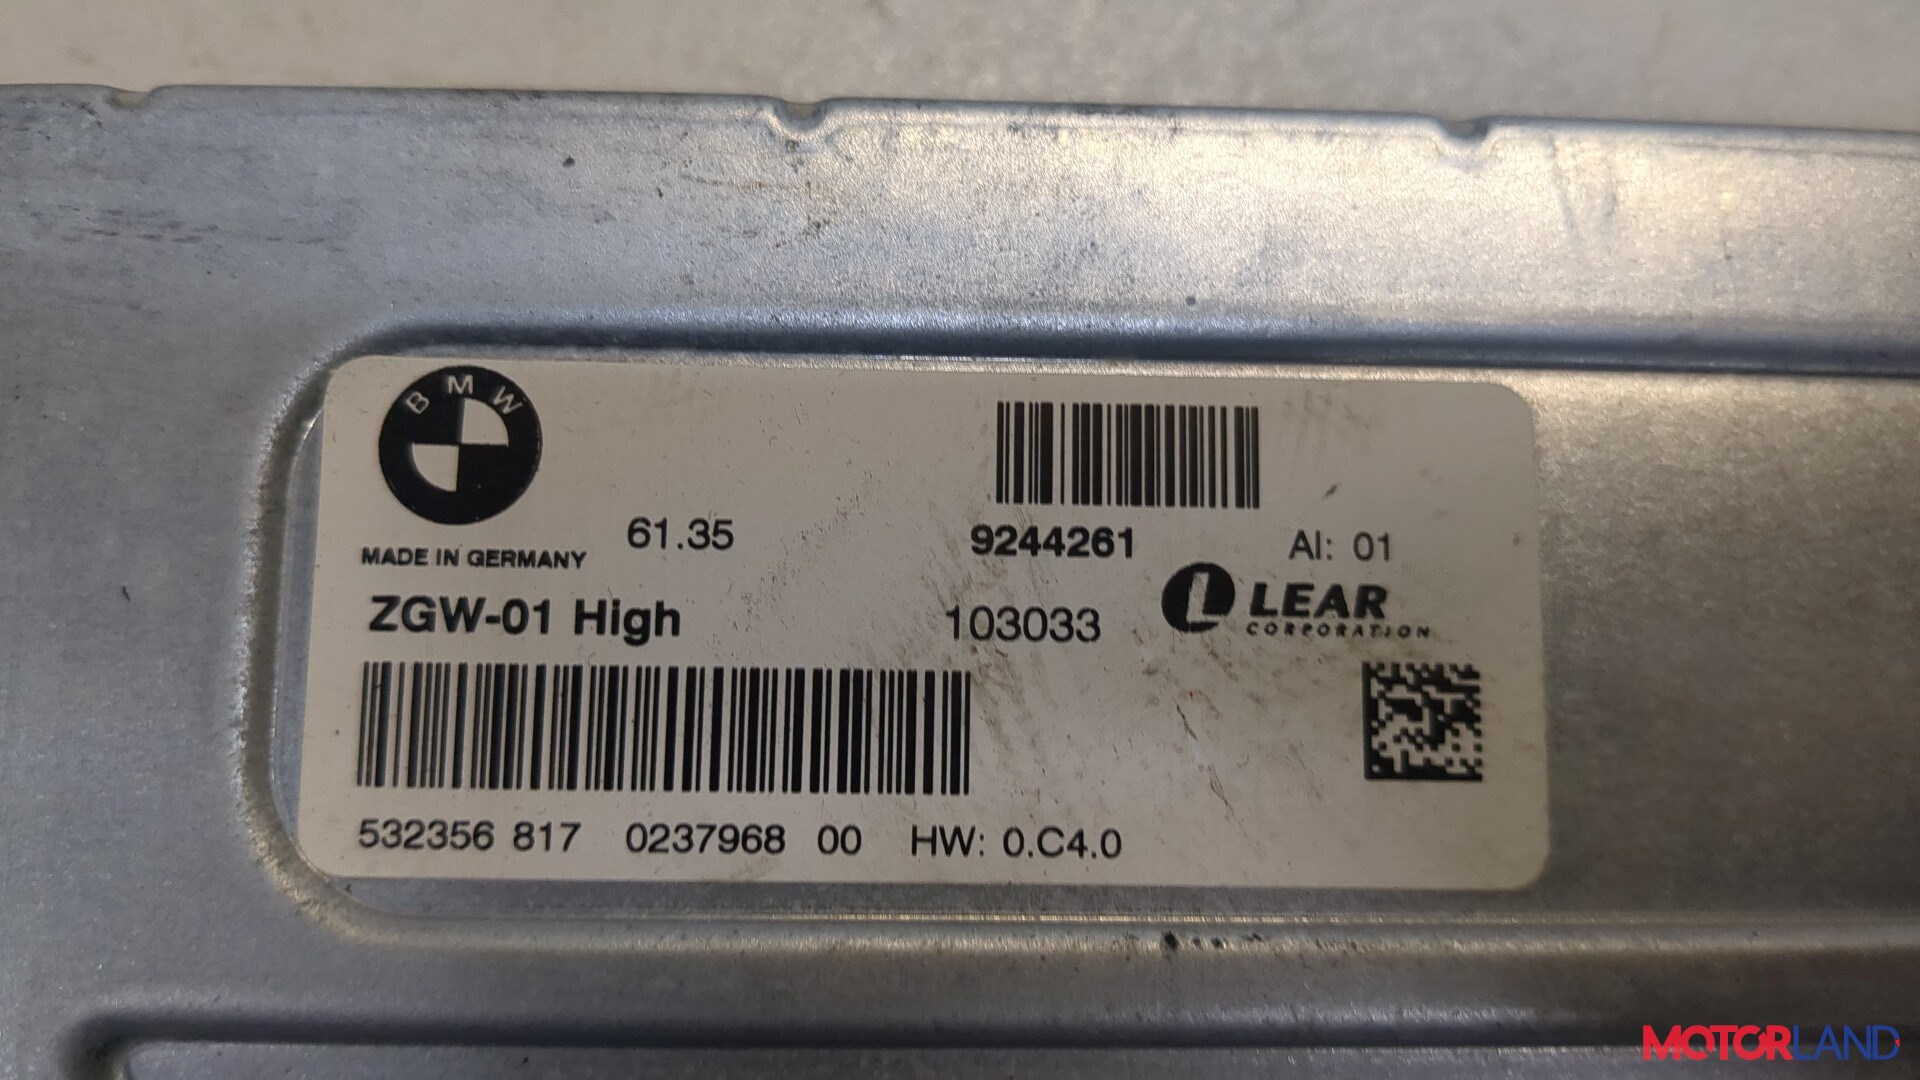 BMW
61.35
9244261
AI: 01
MADE IN GERMANY
ZGW-01 High
103033
LEAR
CORPORATION
532356 817 0237968 00 HW: 0.C4.0
MOTORLAND